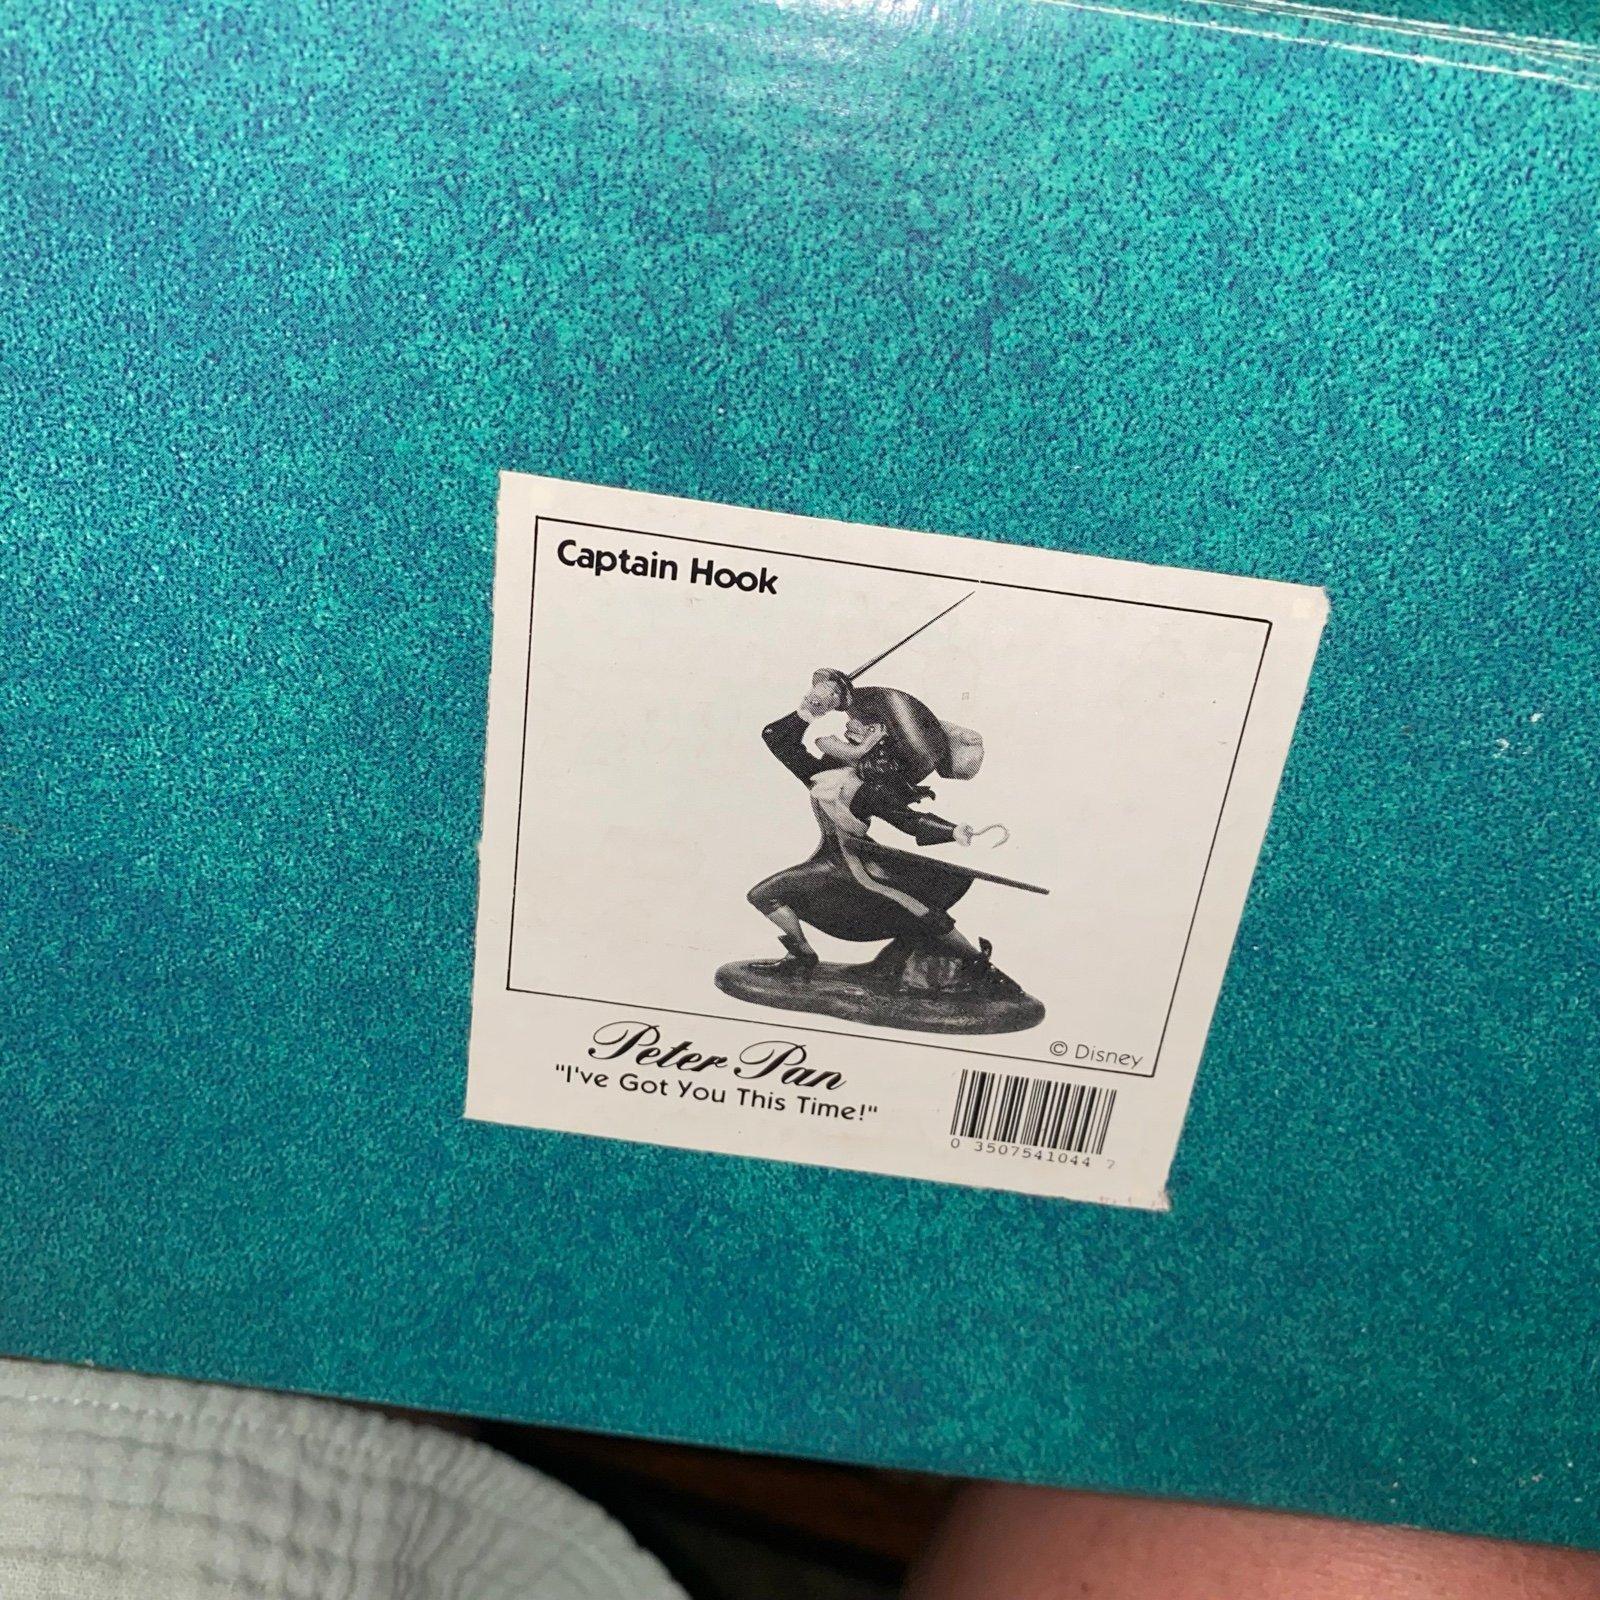 Captain Hook
© Disney
Peter Pan
"I've Got You This Time!"
0 3507541044 7